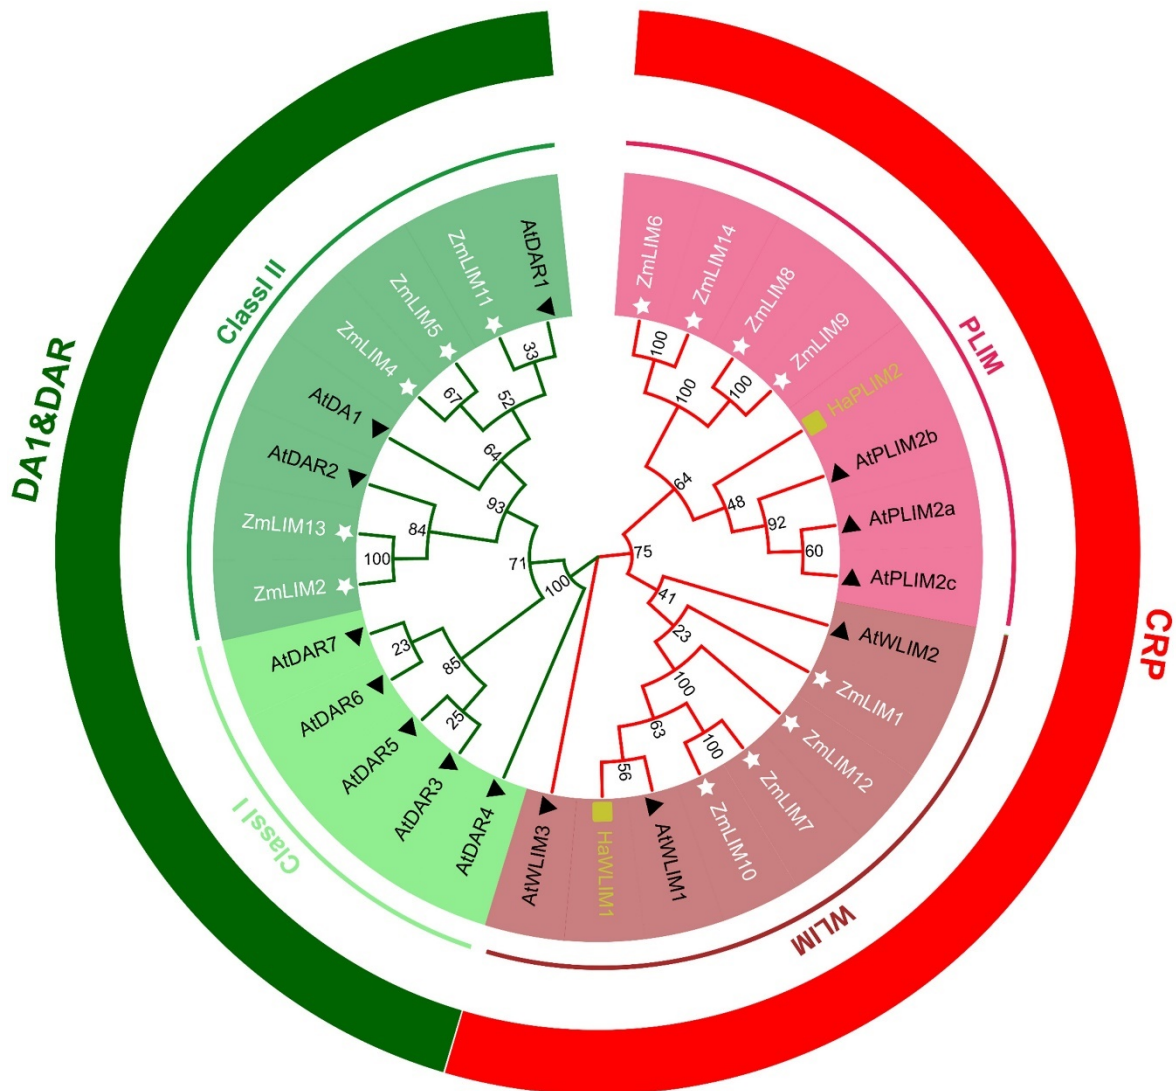 DA1&DAR
CRP
ClassI II
ClassI I
PLIM
WLIM
ZmLIM6
ZmLIM14
ZmLIM8
ZmLIM9
HaPLIM2
AtPLIM2b
AtPLIM2a
AtPLIM2c
AtWLIM2
ZmLIM1
ZmLIM12
ZmLIM7
ZmLIM10
AtWLIM1
HaWLIM1
AtWLIM3
AtDAR4
AtDAR3
AtDAR5
AtDAR6
AtDAR7
ZmLIM2
ZmLIM13
AtDAR2
AtDA1
ZmLIM4
ZmLIM5
ZmLIM11
AtDAR1
100
100
100
64
48
92
60
75
41
23
100
63
100
56
100
71
85
23
25
93
84
100
64
52
67
33